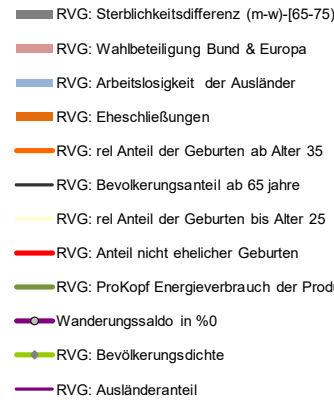 RVG: Sterblichkeitsdifferenz (m-w)-[65-75)
RVG: Wahlbeteiligung Bund & Europa
RVG: Arbeitslosigkeit der Ausländer
RVG: Eheschließungen
RVG: rel Anteil der Geburten ab Alter 35
RVG: Bevolkerungsanteil ab 65 jahre
RVG: rel Anteil der Geburten bis Alter 25
RVG: Anteil nicht ehelicher Geburten
RVG: ProKopf Energieverbrauch der Produ
Wanderungssaldo in %0
RVG: Bevölkerungsdichte
RVG: Ausländeranteil